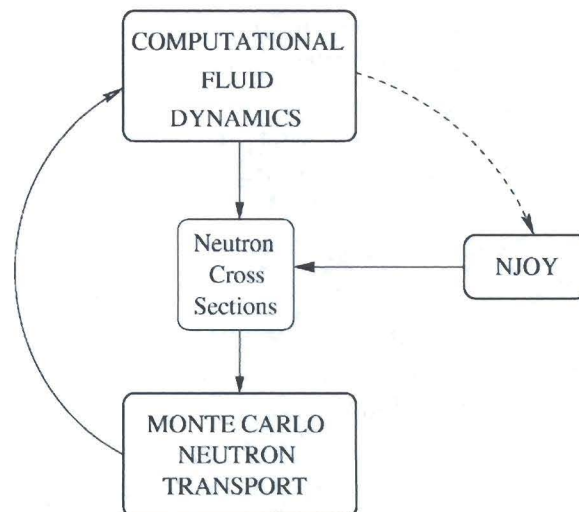 COMPUTATIONAL
FLUID
DYNAMICS
Neutron
Cross
Sections
NJOY
MONTE CARLO
NEUTRON
TRANSPORT